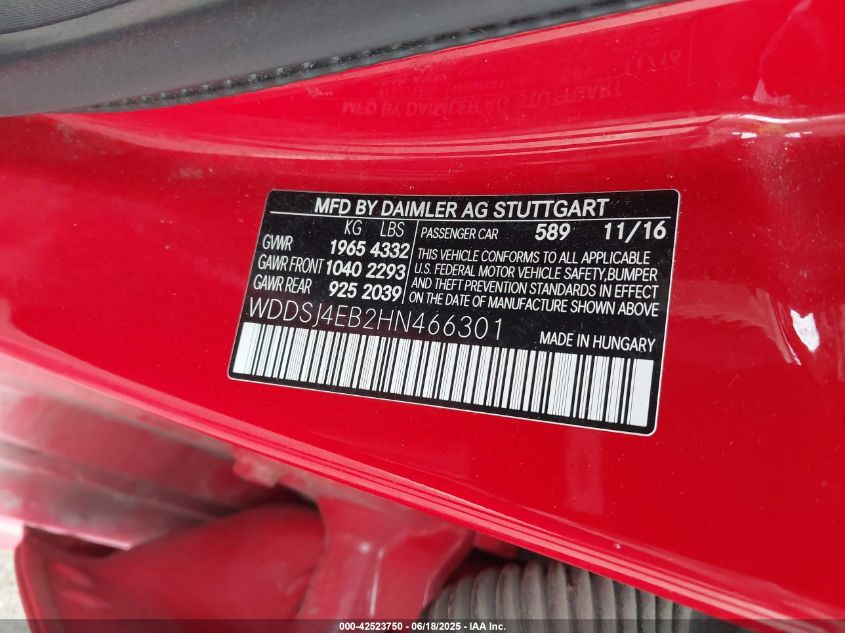 MFD BY DAIMLER AG STUTTGART
KG LBS
GVWR 1965 4332
GAWR FRONT 1040 2293
GAWR REAR 925 2039
PASSENGER CAR 589 11/16
THIS VEHICLE CONFORMS TO ALL APPLICABLE
U.S. FEDERAL MOTOR VEHICLE SAFETY,BUMPER
AND THEFT PREVENTION STANDARDS IN EFFECT
ON THE DATE OF MANUFACTURE SHOWN ABOVE
WDDSJ4EB2HN466301
MADE IN HUNGARY
000-42523750 - 06/18/2025 - IAA Inc.